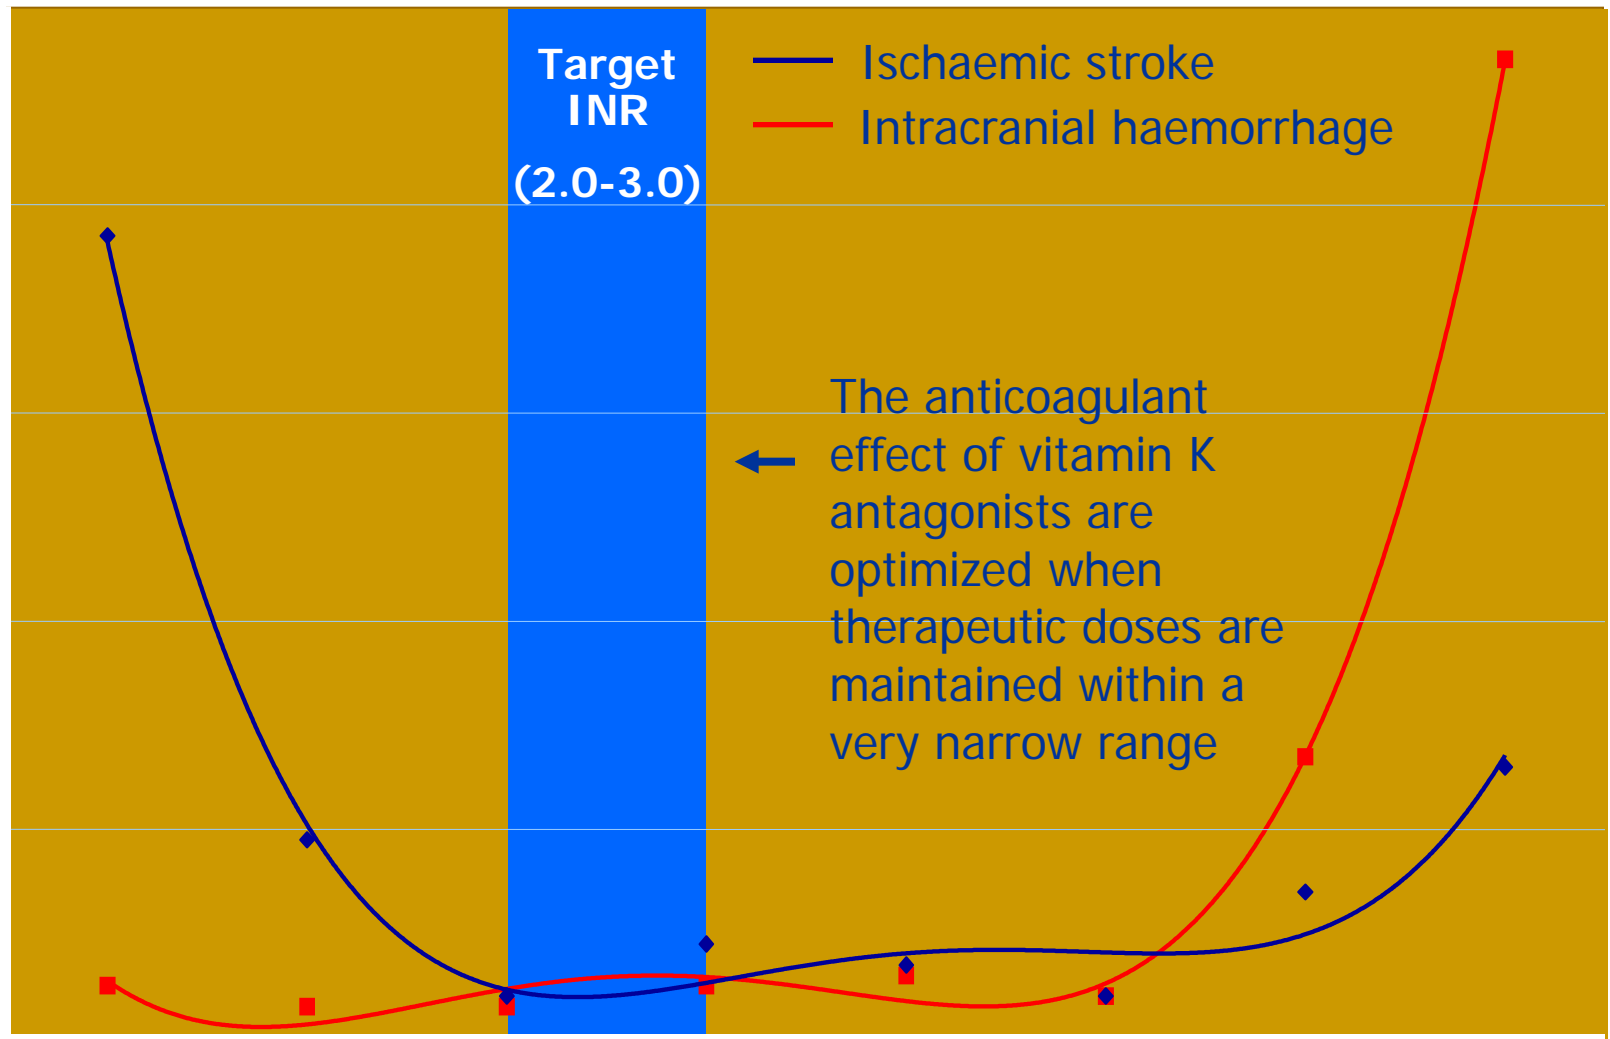 Target
INR
(2.0-3.0)
Ischaemic stroke
Intracranial haemorrhage
The anticoagulant
effect of vitamin K
antagonists are
optimized when
therapeutic doses are
maintained within a
very narrow range